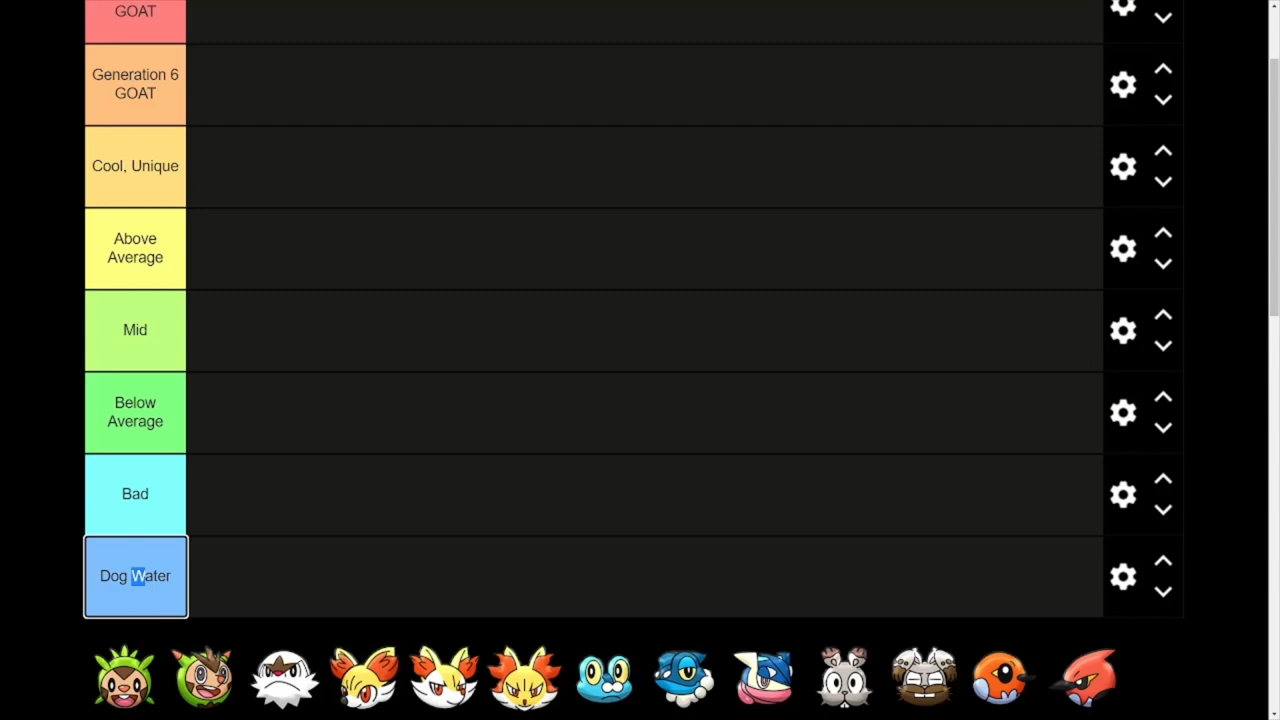 GOAT
Generation 6
GOAT
Cool, Unique
Above
Average
Mid
Below
Average
Bad
Dog Water